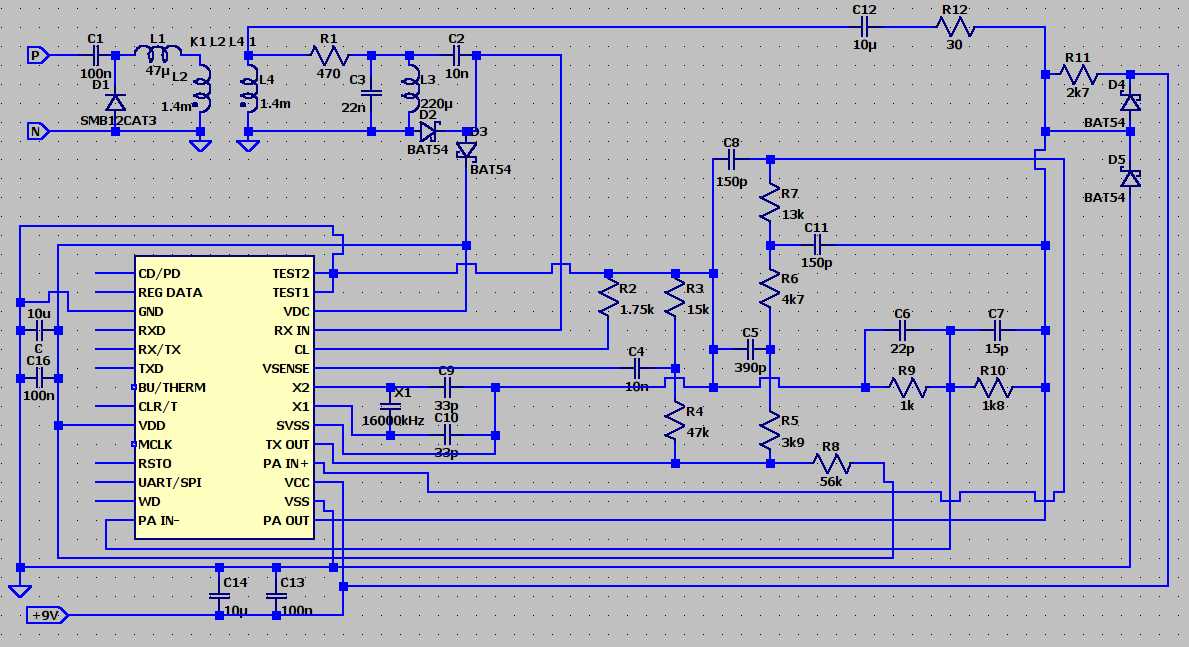 C12 R12
10µ 30
P C1 L1 K1 L2 L4 1 R1 C2
100n 47µ 470 10n
D1 L2 L4 C3 L3
1.4m 1.4m 22n 220µ
SMB12CAT3
N
D2 D3
BAT54 BAT54
R11
2k7
D4
BAT54
D5
BAT54
C8
150p
R7
13k
C11
150p
R6
4k7
R2 R3
1.75k 15k
C5
390p
C6 C7
22p 15p
C4
10n
R9 R10
1k 1k8
R4
47k
R5
3k9
R8
56k
10u
C
C16
100n
CD/PD TEST2
REG DATA TEST1
GND VDC
RXD RX IN
RX/TX CL
TXD VSENSE
BU/THERM X2
CLR/T X1
VDD SVSS
MCLK TX OUT
RSTO PA IN+
UART/SPI VCC
WD VSS
PA IN- PA OUT
C9
33p
X1
16000kHz
C10
33p
C14 C13
10µ 100n
+9V